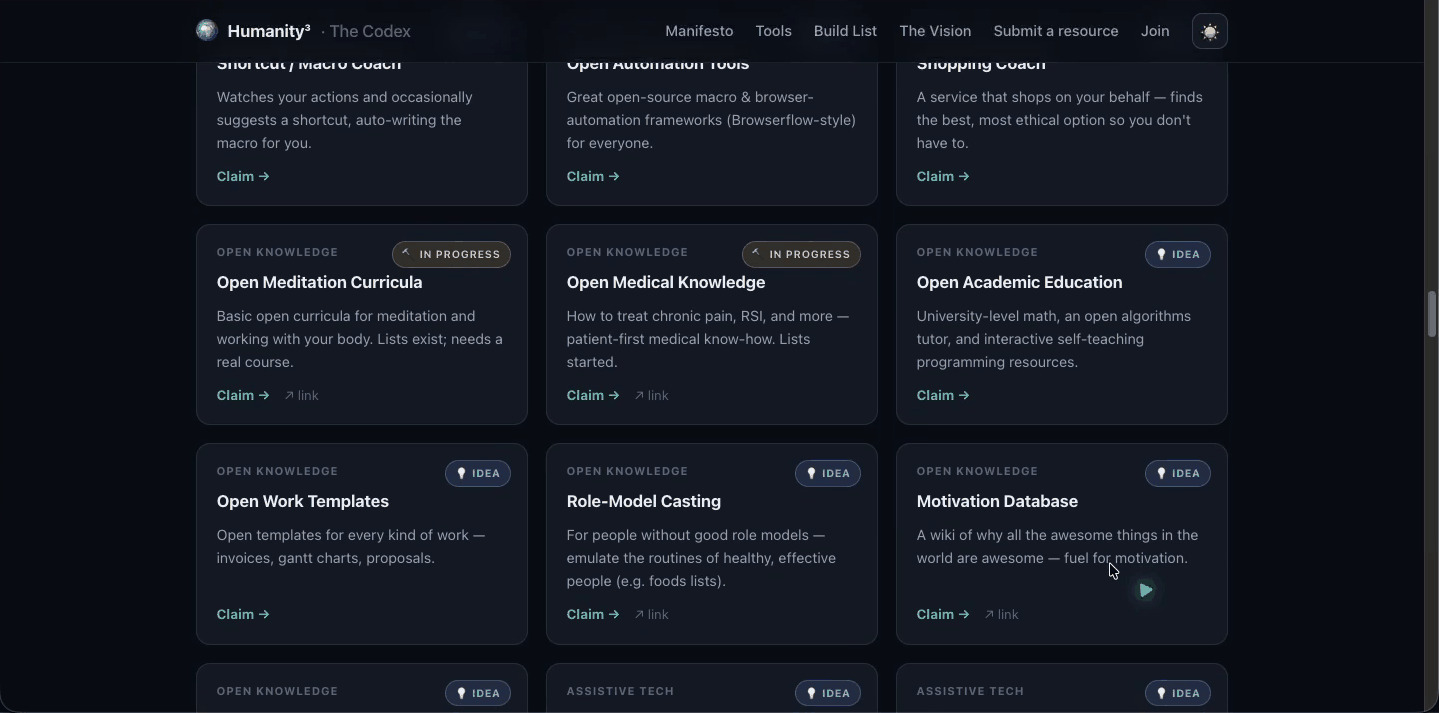 Humanity³ · The Codex
Manifesto Tools Build List The Vision Submit a resource Join
Shortcut / Macro Coach
Watches your actions and occasionally
suggests a shortcut, auto-writing the
macro for you.
Claim →
Open Automation Tools
Great open-source macro & browser-
automation frameworks (Browserflow-style)
for everyone.
Claim →
Shopping Coach
A service that shops on your behalf — finds
the best, most ethical option so you don't
have to.
Claim →
OPEN KNOWLEDGE
IN PROGRESS
Open Meditation Curricula
Basic open curricula for meditation and
working with your body. Lists exist; needs a
real course.
Claim → ↗ link
OPEN KNOWLEDGE
IN PROGRESS
Open Medical Knowledge
How to treat chronic pain, RSI, and more —
patient-first medical know-how. Lists
started.
Claim → ↗ link
OPEN KNOWLEDGE
IDEA
Open Academic Education
University-level math, an open algorithms
tutor, and interactive self-teaching
programming resources.
Claim →
OPEN KNOWLEDGE
IDEA
Open Work Templates
Open templates for every kind of work —
invoices, gantt charts, proposals.
Claim →
OPEN KNOWLEDGE
IDEA
Role-Model Casting
For people without good role models —
emulate the routines of healthy, effective
people (e.g. foods lists).
Claim → ↗ link
OPEN KNOWLEDGE
IDEA
Motivation Database
A wiki of why all the awesome things in the
world are awesome — fuel for motivation.
Claim → ↗ link
OPEN KNOWLEDGE
IDEA
ASSISTIVE TECH
IDEA
ASSISTIVE TECH
IDEA